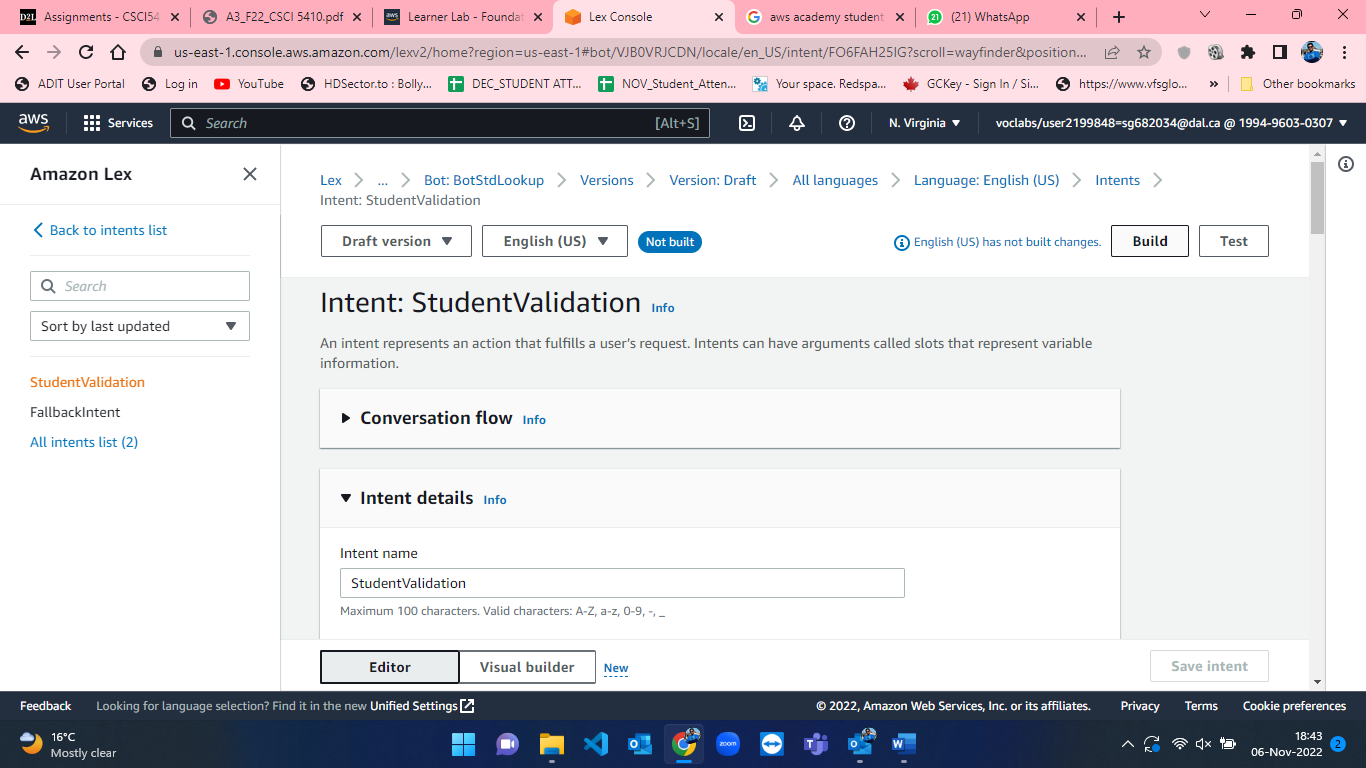 Assignments - CSCI54
A3_F22_CSCI 5410.pdf
Learner Lab - Foundat
Lex Console
aws academy student
(21) WhatsApp
us-east-1.console.aws.amazon.com/lexv2/home?region=us-east-1#bot/VJB0VRJCDN/locale/en_US/intent/FO6FAH25IG?scroll=wayfinder&position...
ADIT User Portal
Log in
YouTube
HDSector.to : Bolly...
DEC_STUDENT ATT...
NOV_Student_Atten...
Your space. Redspa...
GCKey - Sign In / Si...
https://www.vfsglo...
»
Other bookmarks
aws
Services
Search
[Alt+S]
N. Virginia
voclabs/user2199848=sg682034@dal.ca @ 1994-9603-0307
Amazon Lex
Back to intents list
Search
Sort by last updated
StudentValidation
FallbackIntent
All intents list (2)
Lex
...
Bot: BotStdLookup
Versions
Version: Draft
All languages
Language: English (US)
Intents
Intent: StudentValidation
Draft version
English (US)
Not built
English (US) has not built changes.
Build
Test
Intent: StudentValidation Info
An intent represents an action that fulfills a user's request. Intents can have arguments called slots that represent variable
information.
Conversation flow Info
Intent details Info
Intent name
StudentValidation
Maximum 100 characters. Valid characters: A-Z, a-z, 0-9, -, _
Editor
Visual builder
New
Save intent
Feedback
Looking for language selection? Find it in the new Unified Settings
© 2022, Amazon Web Services, Inc. or its affiliates.
Privacy
Terms
Cookie preferences
16°C
Mostly clear
zoom
18:43
06-Nov-2022
2